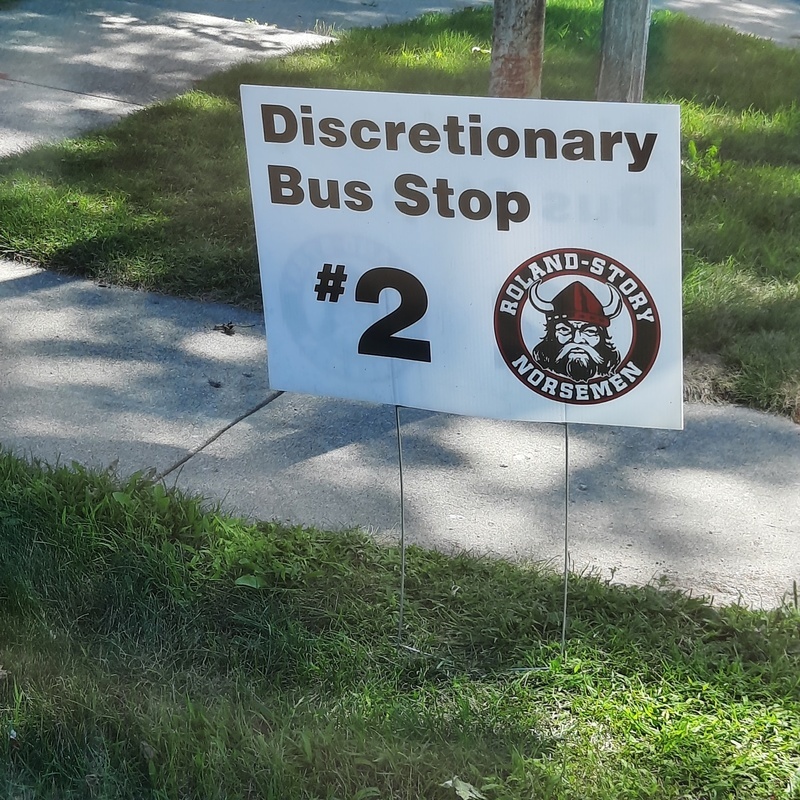 Discretionary
Bus Stop
#2
ROLAND-STORY
NORSEMEN